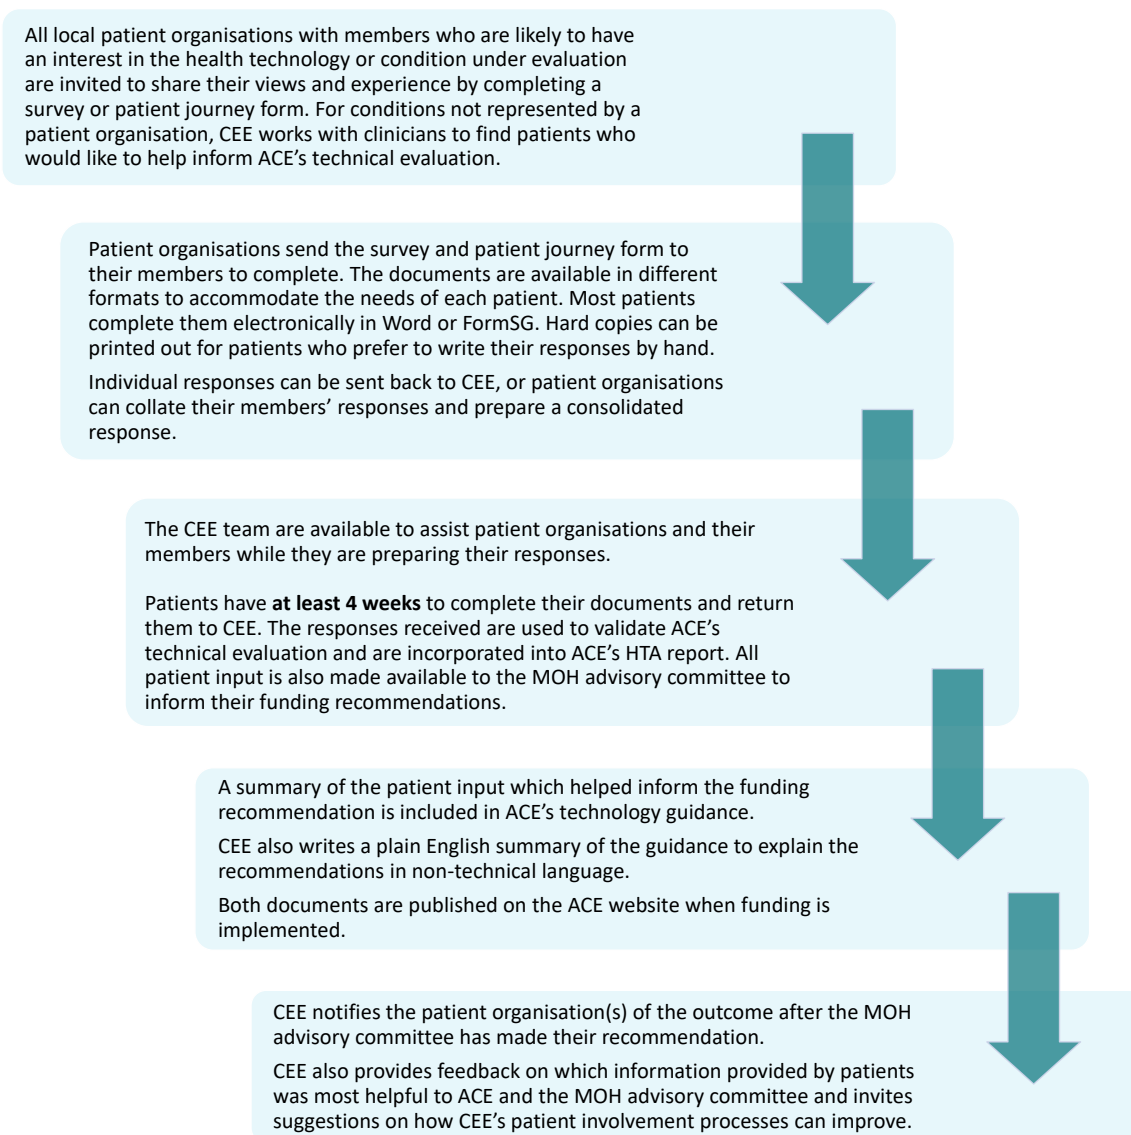 All local patient organisations with members who are likely to have
an interest in the health technology or condition under evaluation
are invited to share their views and experience by completing a
survey or patient journey form. For conditions not represented by a
patient organisation, CEE works with clinicians to find patients who
would like to help inform ACE’s technical evaluation.
Patient organisations send the survey and patient journey form to
their members to complete. The documents are available in different
formats to accommodate the needs of each patient. Most patients
complete them electronically in Word or FormSG. Hard copies can be
printed out for patients who prefer to write their responses by hand.
Individual responses can be sent back to CEE, or patient organisations
can collate their members’ responses and prepare a consolidated
response.
The CEE team are available to assist patient organisations and their
members while they are preparing their responses.
Patients have at least 4 weeks to complete their documents and return
them to CEE. The responses received are used to validate ACE’s
technical evaluation and are incorporated into ACE’s HTA report. All
patient input is also made available to the MOH advisory committee to
inform their funding recommendations.
A summary of the patient input which helped inform the funding
recommendation is included in ACE’s technology guidance.
CEE also writes a plain English summary of the guidance to explain the
recommendations in non-technical language.
Both documents are published on the ACE website when funding is
implemented.
CEE notifies the patient organisation(s) of the outcome after the MOH
advisory committee has made their recommendation.
CEE also provides feedback on which information provided by patients
was most helpful to ACE and the MOH advisory committee and invites
suggestions on how CEE’s patient involvement processes can improve.